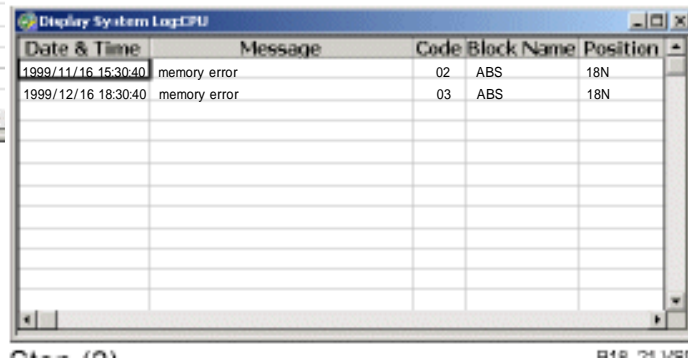 Display System Log:CPU
Date & Time Message Code Block Name Position
1999/11/16 15:30:40 memory error 02 ABS 18N
1999/12/16 18:30:40 memory error 03 ABS 18N